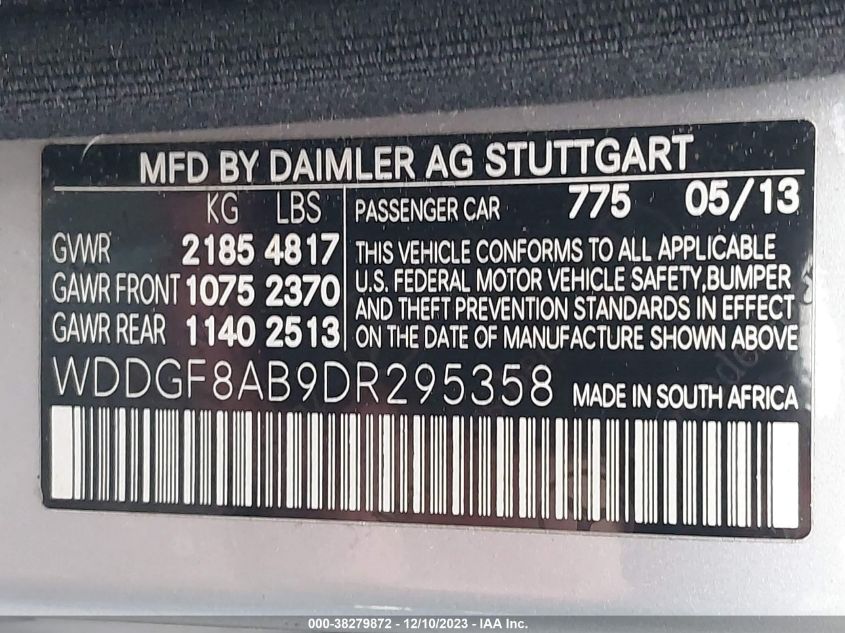 MFD BY DAIMLER AG STUTTGART
KG LBS
GVWR 2185 4817
GAWR FRONT 1075 2370
GAWR REAR 1140 2513
PASSENGER CAR 775 05/13
THIS VEHICLE CONFORMS TO ALL APPLICABLE
U.S. FEDERAL MOTOR VEHICLE SAFETY, BUMPER
AND THEFT PREVENTION STANDARDS IN EFFECT
ON THE DATE OF MANUFACTURE SHOWN ABOVE
WDDGF8AB9DR295358 MADE IN SOUTH AFRICA
000-38279872 - 12/10/2023 - IAA Inc.